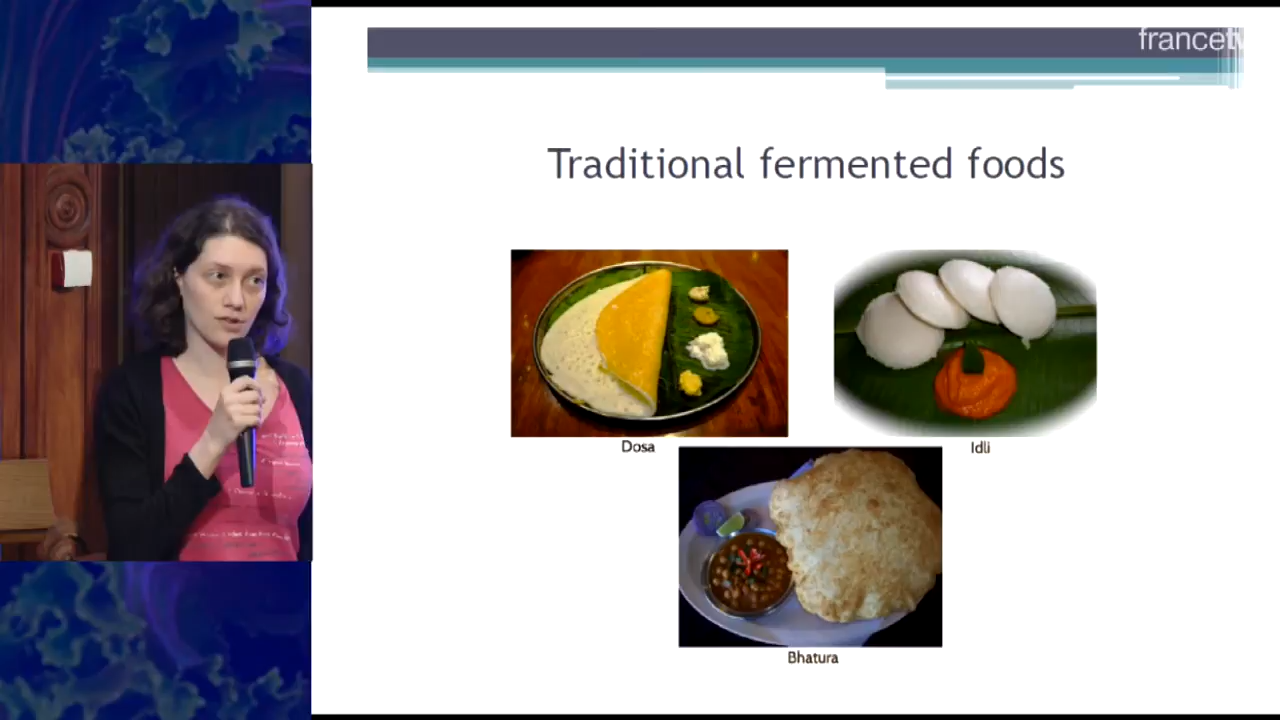 francetv
Traditional fermented foods
Dosa
Idli
Bhatura